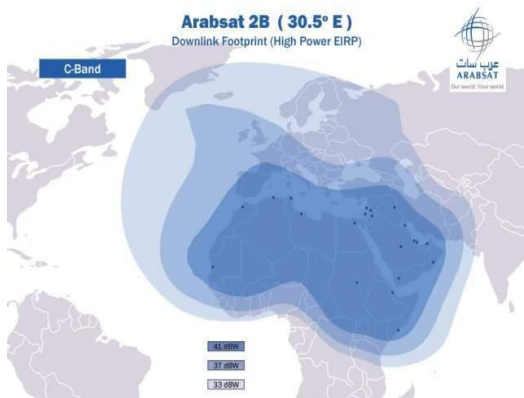 Arabsat 2B ( 30.5º E )
Downlink Footprint (High Power EIRP)
C-Band
عرب سات
ARABSAT
Our world. Your world
41 dBW
37 dBW
33 dBW